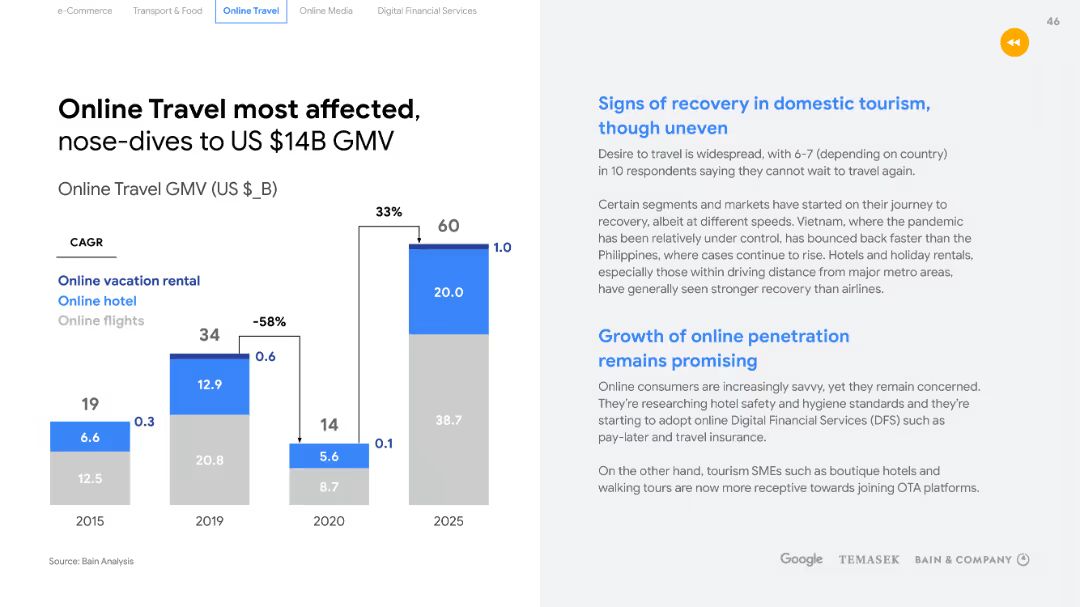 e-Commerce
Transport & Food
Online Travel
Online Media
Digital Financial Services
46
Online Travel most affected,
nose-dives to US $14B GMV
Online Travel GMV (US $_B)
CAGR
Online vacation rental
Online hotel
Online flights
19
0.3
6.6
12.5
2015
34
0.6
12.9
20.8
2019
-58%
14
0.1
5.6
8.7
2020
33%
60
1.0
20.0
38.7
2025
Source: Bain Analysis
Signs of recovery in domestic tourism,
though uneven
Desire to travel is widespread, with 6-7 (depending on country)
in 10 respondents saying they cannot wait to travel again.
Certain segments and markets have started on their journey to
recovery, albeit at different speeds. Vietnam, where the pandemic
has been relatively under control, has bounced back faster than the
Philippines, where cases continue to rise. Hotels and holiday rentals,
especially those within driving distance from major metro areas,
have generally seen stronger recovery than airlines.
Growth of online penetration
remains promising
Online consumers are increasingly savvy, yet they remain concerned.
They're researching hotel safety and hygiene standards and they're
starting to adopt online Digital Financial Services (DFS) such as
pay-later and travel insurance.
On the other hand, tourism SMEs such as boutique hotels and
walking tours are now more receptive towards joining OTA platforms.
Google
TEMASEK
BAIN & COMPANY